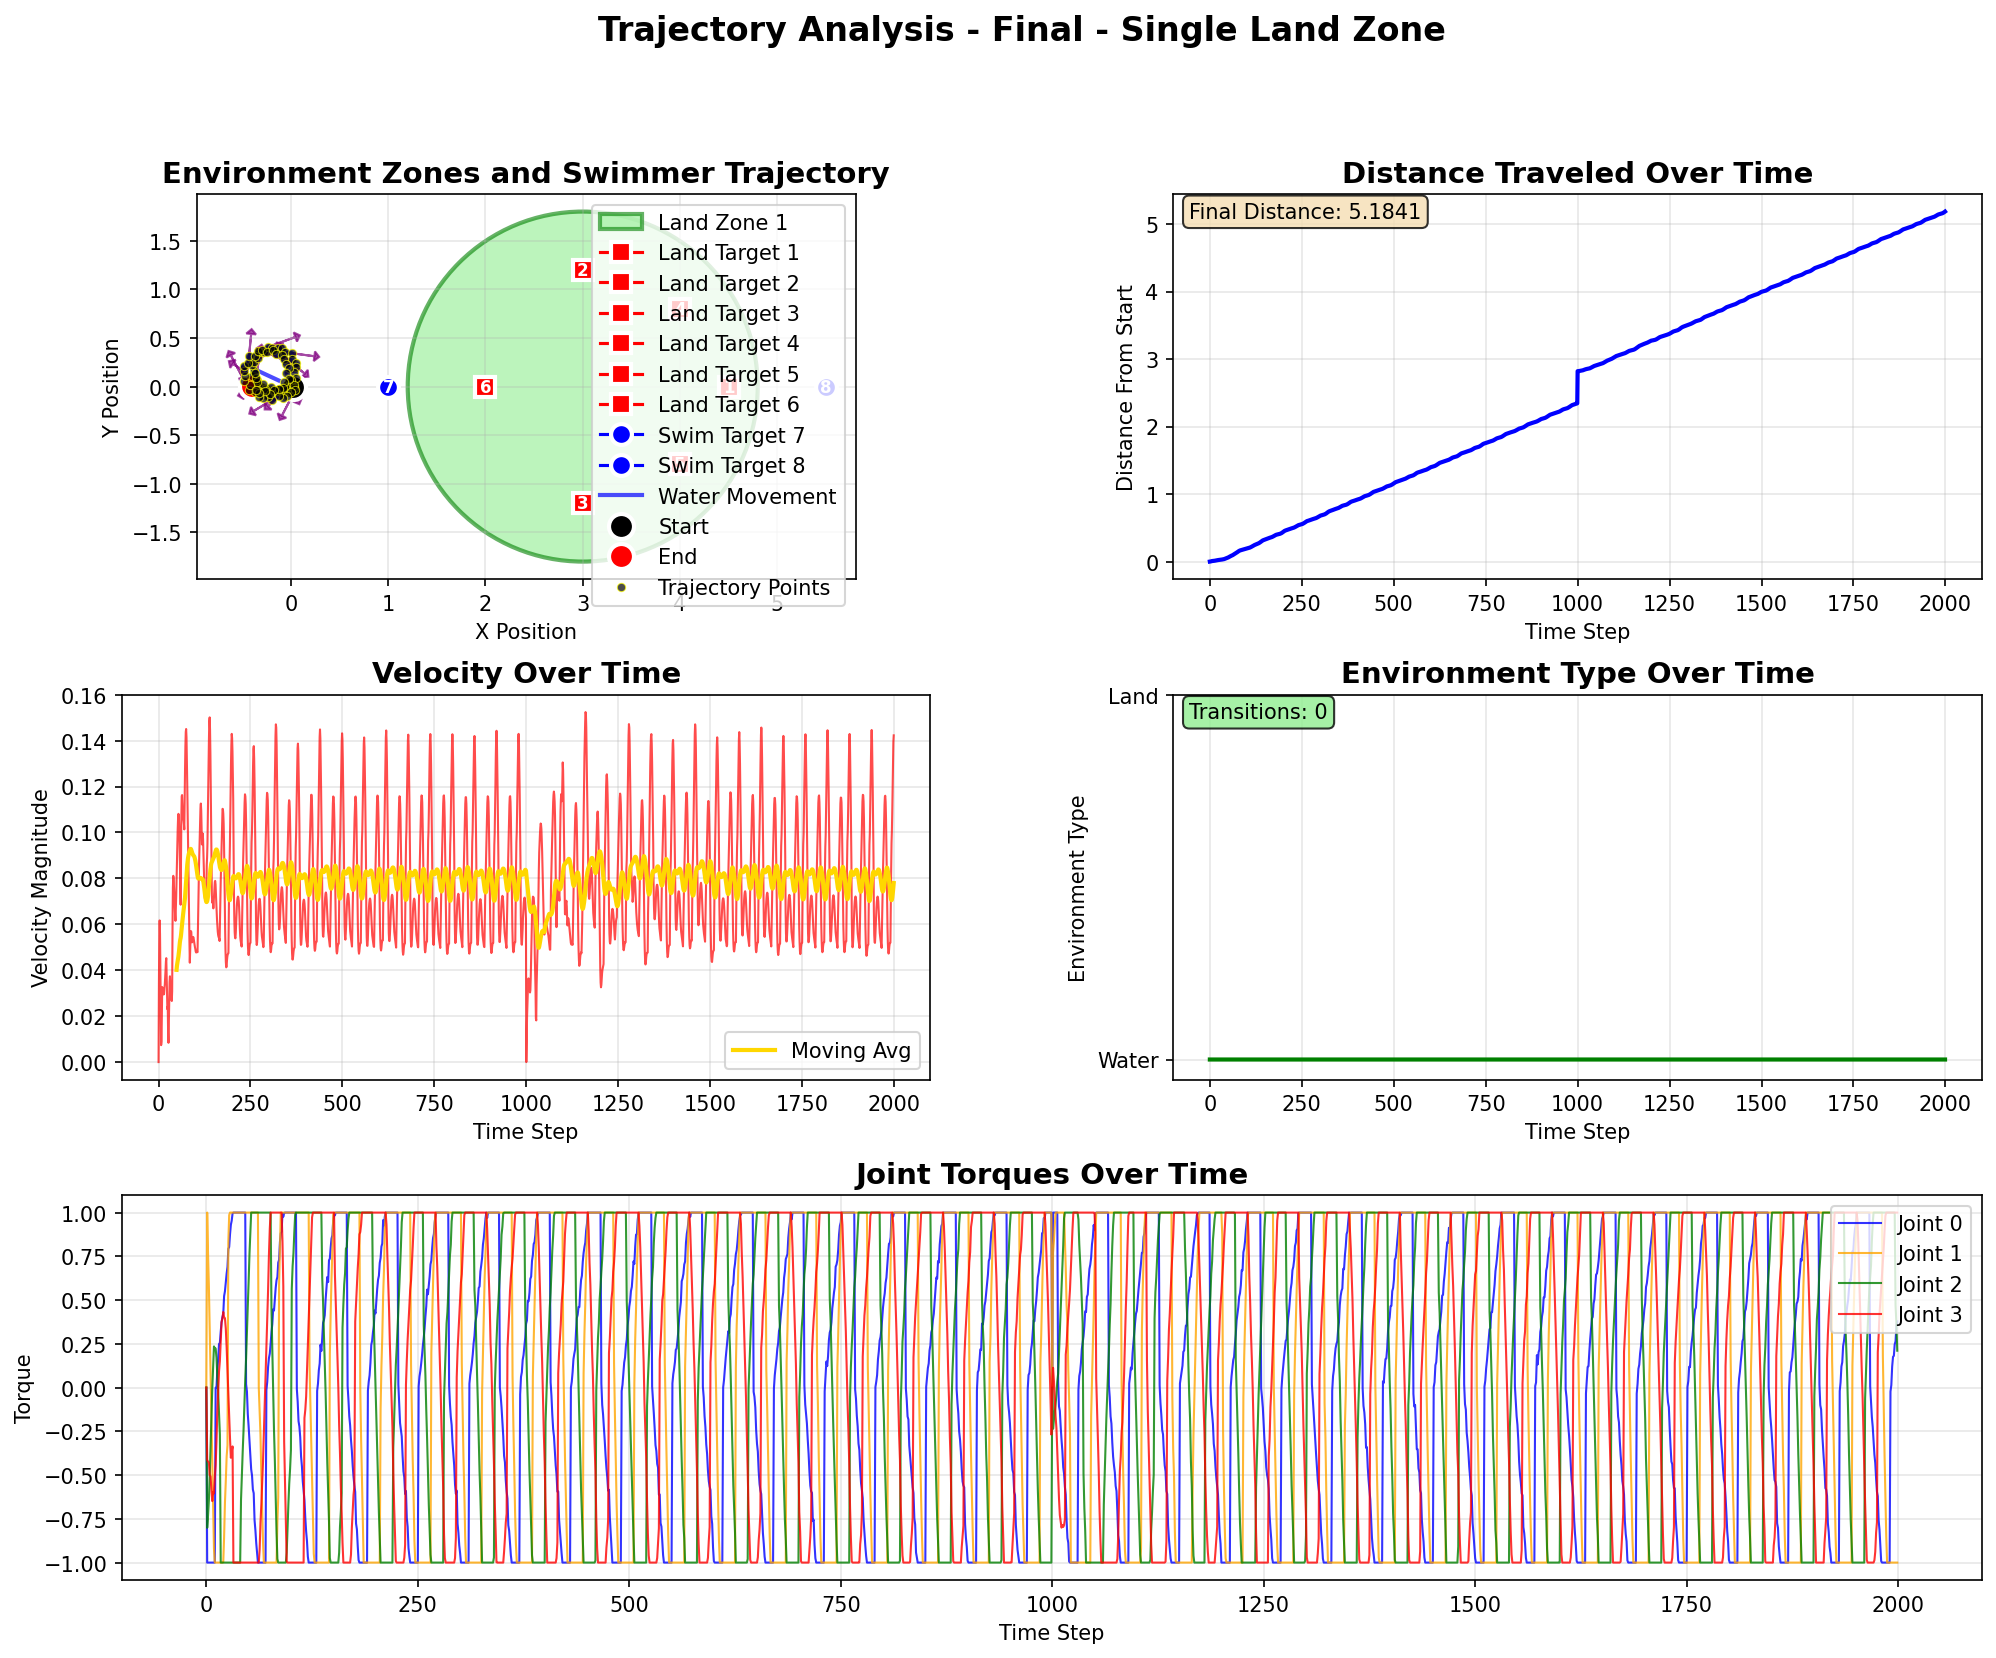 Trajectory Analysis - Final - Single Land Zone
Environment Zones and Swimmer Trajectory
Y Position
1.5
1.0
0.5
0.0
−0.5
−1.0
−1.5
2
7
6
1
8
3
Land Zone 1
Land Target 1
Land Target 2
Land Target 3
Land Target 4
Land Target 5
Land Target 6
Swim Target 7
Swim Target 8
Water Movement
Start
End
Trajectory Points
0 1 2 3 4 5
X Position
Distance Traveled Over Time
Final Distance: 5.1841
Distance From Start
5
4
3
2
1
0
0 250 500 750 1000 1250 1500 1750 2000
Time Step
Velocity Over Time
Velocity Magnitude
0.16
0.14
0.12
0.10
0.08
0.06
0.04
0.02
0.00
Moving Avg
0 250 500 750 1000 1250 1500 1750 2000
Time Step
Environment Type Over Time
Environment Type
Land
Transitions: 0
Water
0 250 500 750 1000 1250 1500 1750 2000
Time Step
Joint Torques Over Time
Torque
1.00
0.75
0.50
0.25
0.00
−0.25
−0.50
−0.75
−1.00
Joint 0
Joint 1
Joint 2
Joint 3
0 250 500 750 1000 1250 1500 1750 2000
Time Step